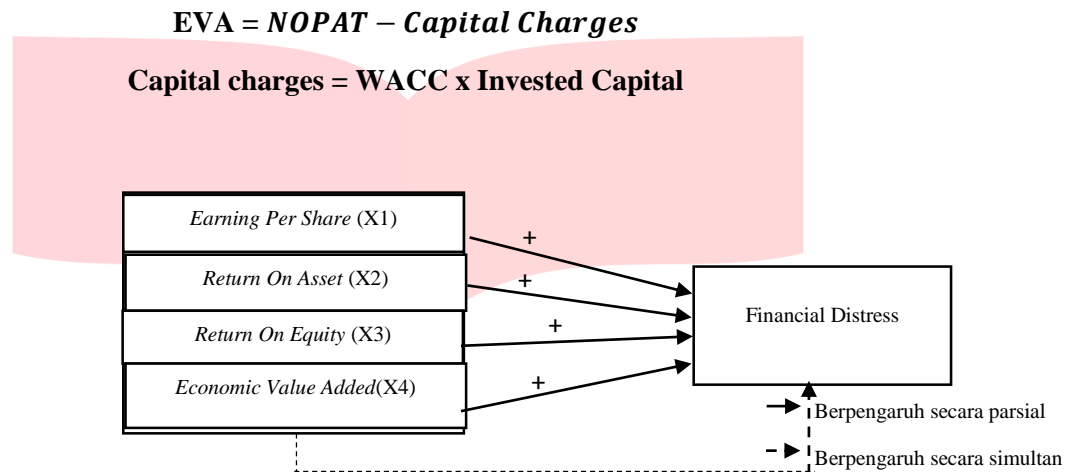 EVA = NOPAT − Capital Charges
Capital charges = WACC x Invested Capital
Earning Per Share (X1)
+
Return On Asset (X2)
+
Return On Equity (X3)
+
Economic Value Added(X4)
+
Financial Distress
Berpengaruh secara parsial
Berpengaruh secara simultan